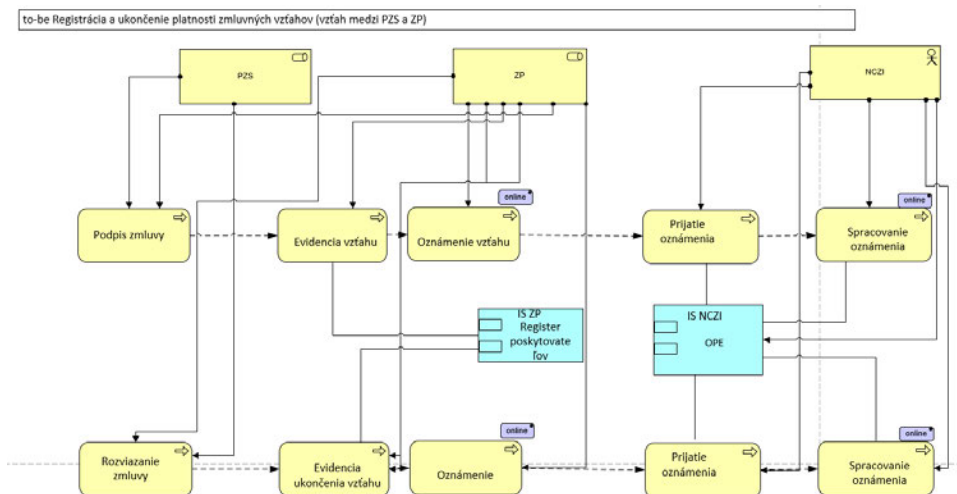 to-be Registrácia a ukončenie platnosti zmluvných vzťahov (vzťah medzi PZS a ZP)
PZS
ZP
NCZI
online
online
Podpis zmluvy
Evidencia vzťahu
Oznámenie vzťahu
Prijatie
oznámenia
Spracovanie
oznámenia
IS ZP
Register
poskytovate
ľov
IS NCZI
OPE
online
online
Rozviazanie
zmluvy
Evidencia
ukončenia vzťahu
Oznámenie
Prijatie
oznámenia
Spracovanie
oznámenia